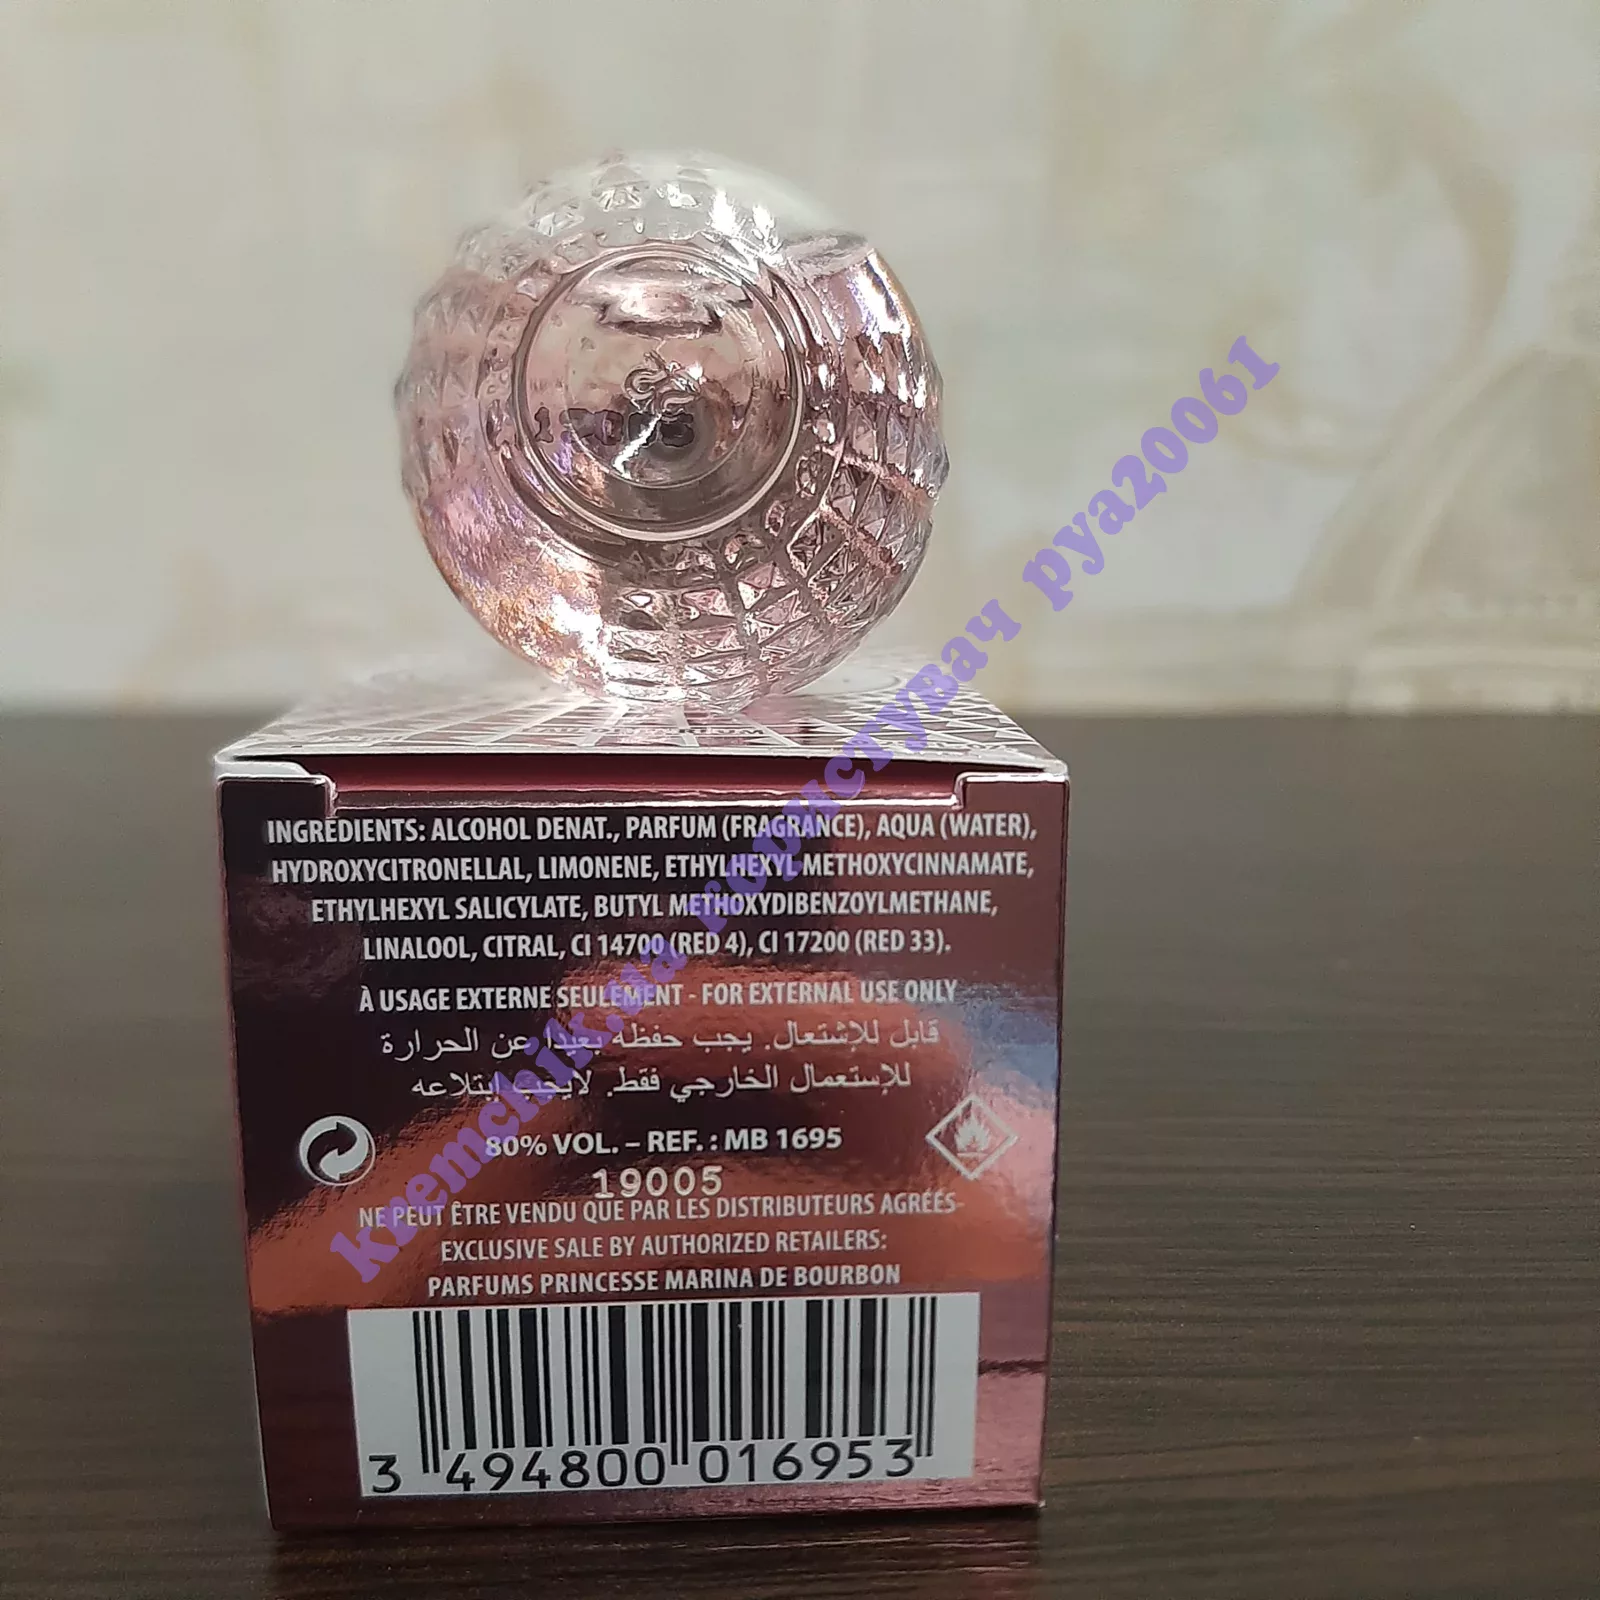 19005
INGREDIENTS: ALCOHOL DENAT., PARFUM (FRAGRANCE), AQUA (WATER),
HYDROXYCITRONELLAL, LIMONENE, ETHYLHEXYL METHOXYCINNAMATE,
ETHYLHEXYL SALICYLATE, BUTYL METHOXYDIBENZOYLMETHANE,
LINALOOL, CITRAL, CI 14700 (RED 4), CI 17200 (RED 33).
À USAGE EXTERNE SEULEMENT - FOR EXTERNAL USE ONLY
قابل للإشتعال. يجب حفظه بعيدا عن الحرارة
للإستعمال الخارجي فقط. لايجب إبتلاعه
80% VOL. – REF. : MB 1695
19005
NE PEUT ÊTRE VENDU QUE PAR LES DISTRIBUTEURS AGRÉÉS-
EXCLUSIVE SALE BY AUTHORIZED RETAILERS:
PARFUMS PRINCESSE MARINA DE BOURBON
3 494800 016953
kremchik.ua користувач pya20061